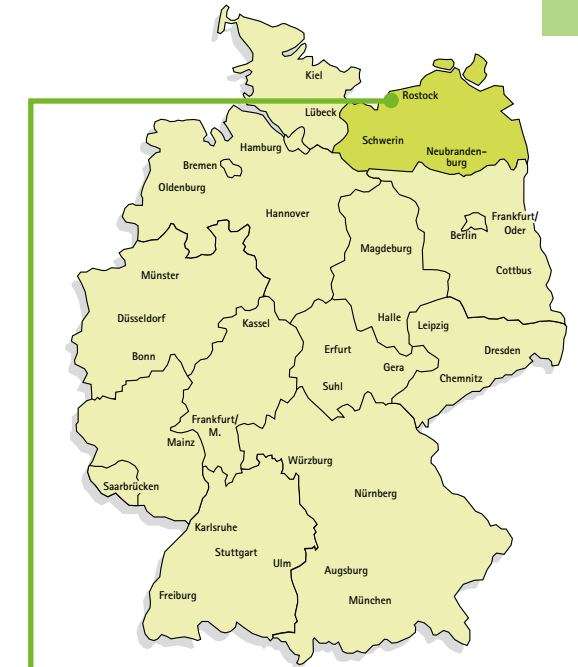 Kiel
Rostock
Lübeck
Schwerin
Hamburg
Neubranden-
burg
Bremen
Oldenburg
Hannover
Frankfurt/
Oder
Berlin
Magdeburg
Cottbus
Münster
Düsseldorf
Kassel
Halle
Leipzig
Bonn
Erfurt
Dresden
Gera
Chemnitz
Suhl
Frankfurt/
M.
Mainz
Würzburg
Saarbrücken
Nürnberg
Karlsruhe
Stuttgart
Ulm
Augsburg
Freiburg
München